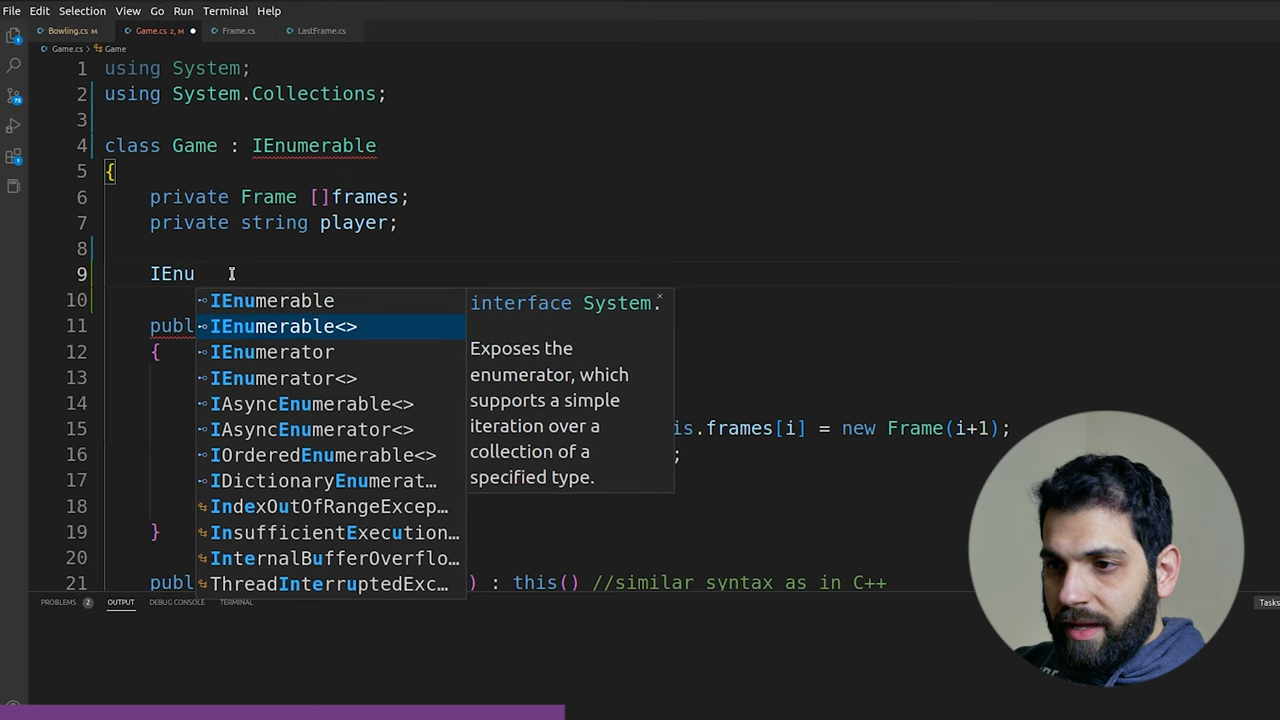 File Edit Selection View Go Run Terminal Help
Bowling.cs M Game.cs 2, M Frame.cs LastFrame.cs
Game.cs > Game
1 using System;
2 using System.Collections;
3
4 class Game : IEnumerable
5 {
6 private Frame []frames;
7 private string player;
8
9 IEnu
10 IEnumerable interface System.
11 publ IEnumerable<>
12 { IEnumerator Exposes the
13 IEnumerator<> enumerator, which
14 IAsyncEnumerable<> supports a simple
15 IAsyncEnumerator<> iteration over a is.frames[i] = new Frame(i+1);
16 IOrderedEnumerable<> collection of a ;
17 IDictionaryEnumerat… specified type.
18 IndexOutOfRangeExcep…
19 } InsufficientExecution…
20 InternalBufferOverflo…
21 publ ThreadInterruptedExc… ) : this() //similar syntax as in C++
PROBLEMS 2 OUTPUT DEBUG CONSOLE TERMINAL Tasks